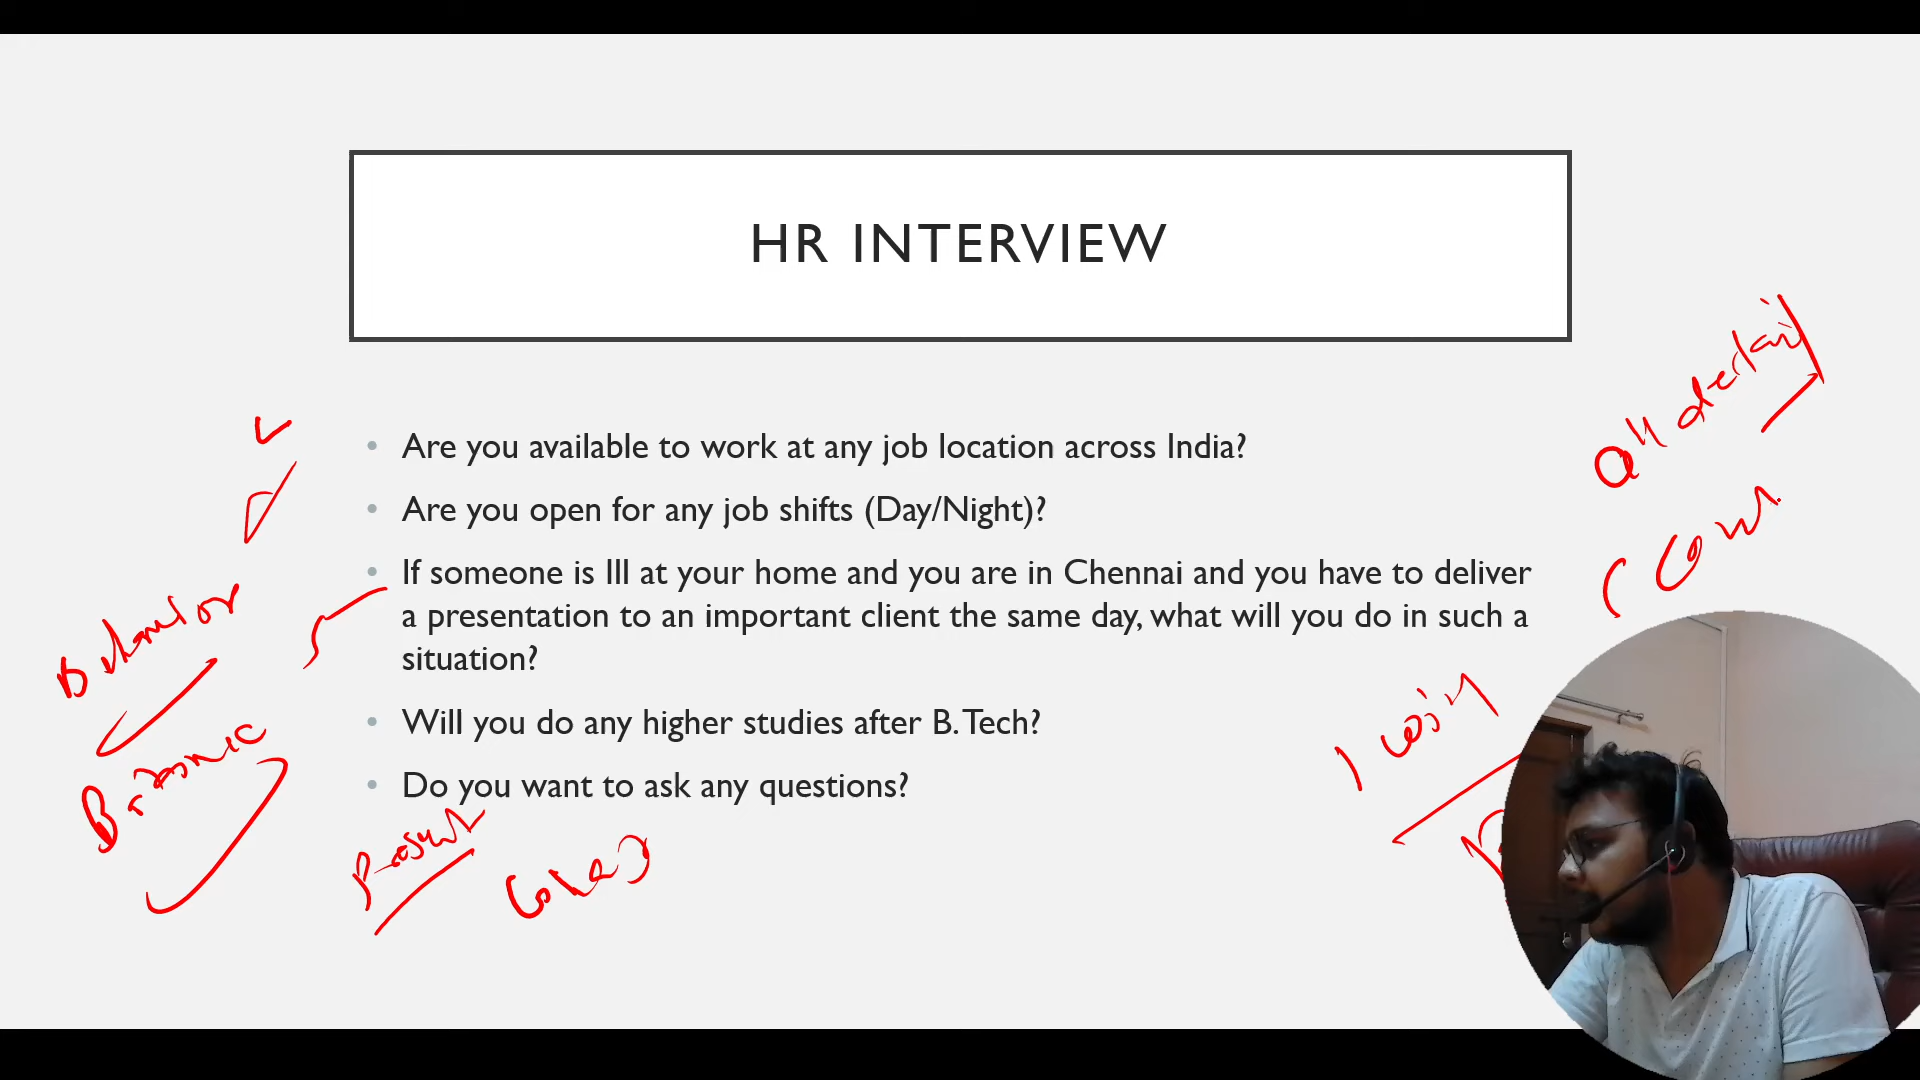 HR INTERVIEW
Are you available to work at any job location across India?
Are you open for any job shifts (Day/Night)?
If someone is Ill at your home and you are in Chennai and you have to deliver
a presentation to an important client the same day, what will you do in such a
situation?
Will you do any higher studies after B.Tech?
Do you want to ask any questions?
Behavior